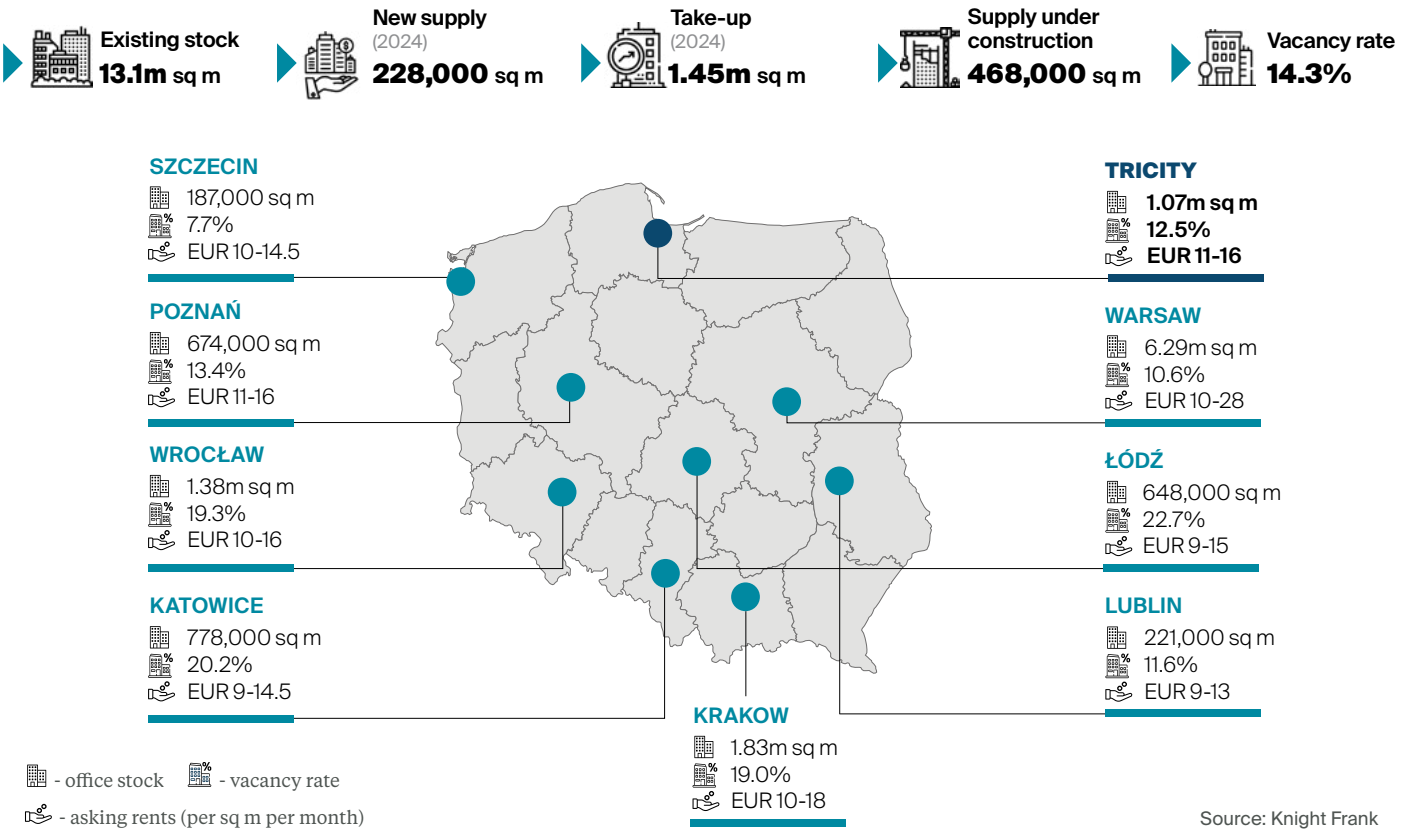 Existing stock
13.1m sq m
New supply
(2024)
228,000 sq m
Take-up
(2024)
1.45m sq m
Supply under
construction
468,000 sq m
Vacancy rate
14.3%
SZCZECIN
187,000 sq m
%
7.7%
EUR 10-14.5
POZNAŃ
674,000 sq m
%
13.4%
EUR 11-16
WROCŁAW
1.38m sq m
%
19.3%
EUR 10-16
KATOWICE
778,000 sq m
%
20.2%
EUR 9-14.5
KRAKOW
1.83m sq m
%
19.0%
EUR 10-18
TRICITY
1.07m sq m
%
12.5%
EUR 11-16
WARSAW
6.29m sq m
%
10.6%
EUR 10-28
ŁÓDŹ
648,000 sq m
%
22.7%
EUR 9-15
LUBLIN
221,000 sq m
%
11.6%
EUR 9-13
- office stock % - vacancy rate
- asking rents (per sq m per month)
Source: Knight Frank